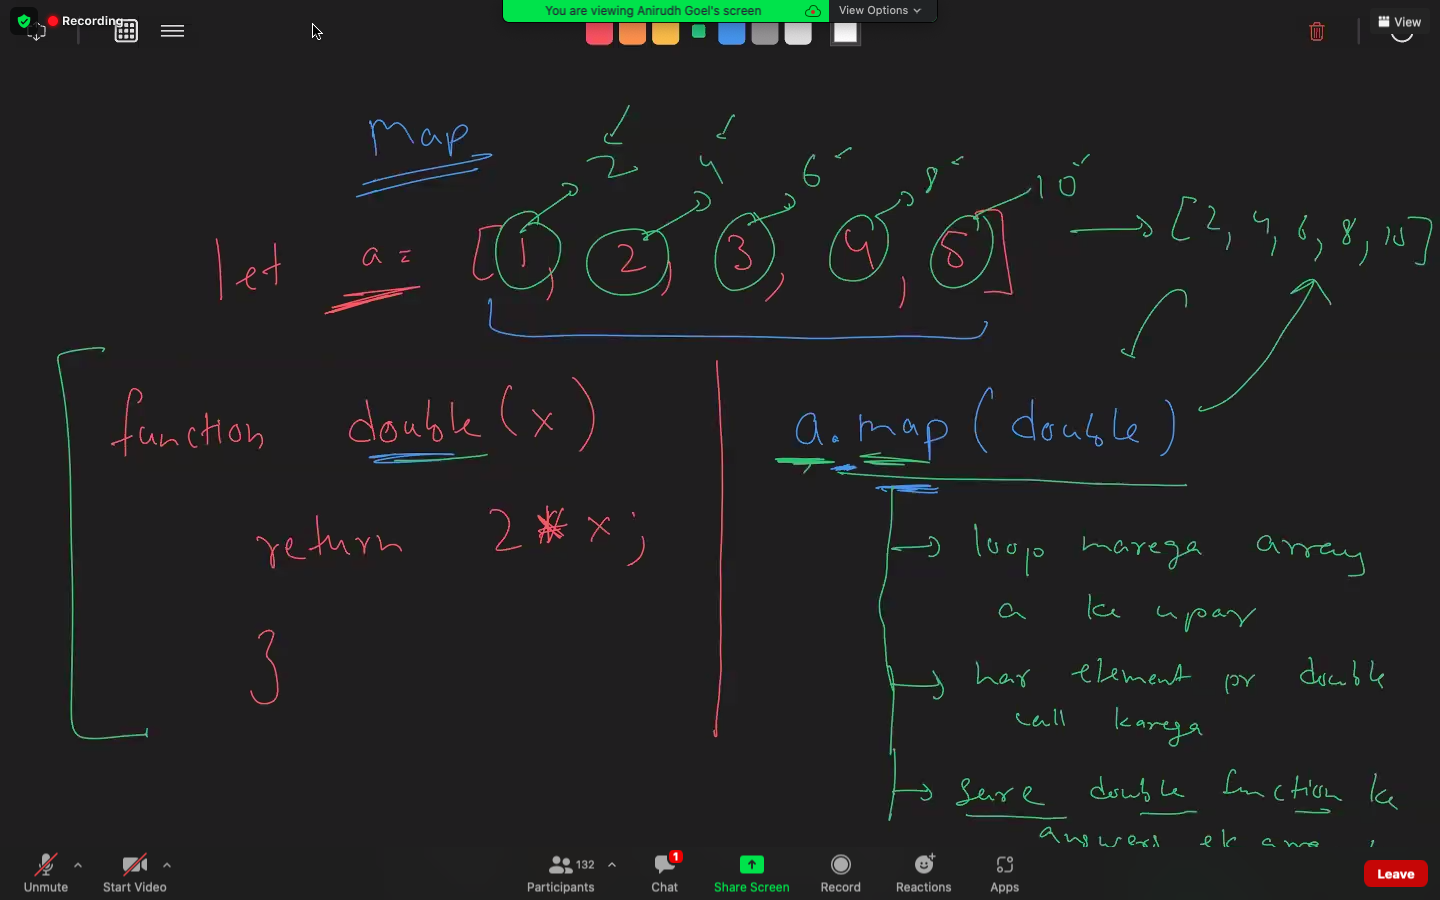 Recording
You are viewing Anirudh Goel's screen
View Options
View
map
2 4 6 8 10
let a = [1, 2, 3, 4, 5]
[2, 4, 6, 8, 10]
function double(x)
return 2 * x;
}
a.map(double)
loop marega array
a ke upar
har element pr double
call karega
sare double function ke
answers ek
Unmute
Start Video
132
Participants
1
Chat
Share Screen
Record
Reactions
Apps
Leave